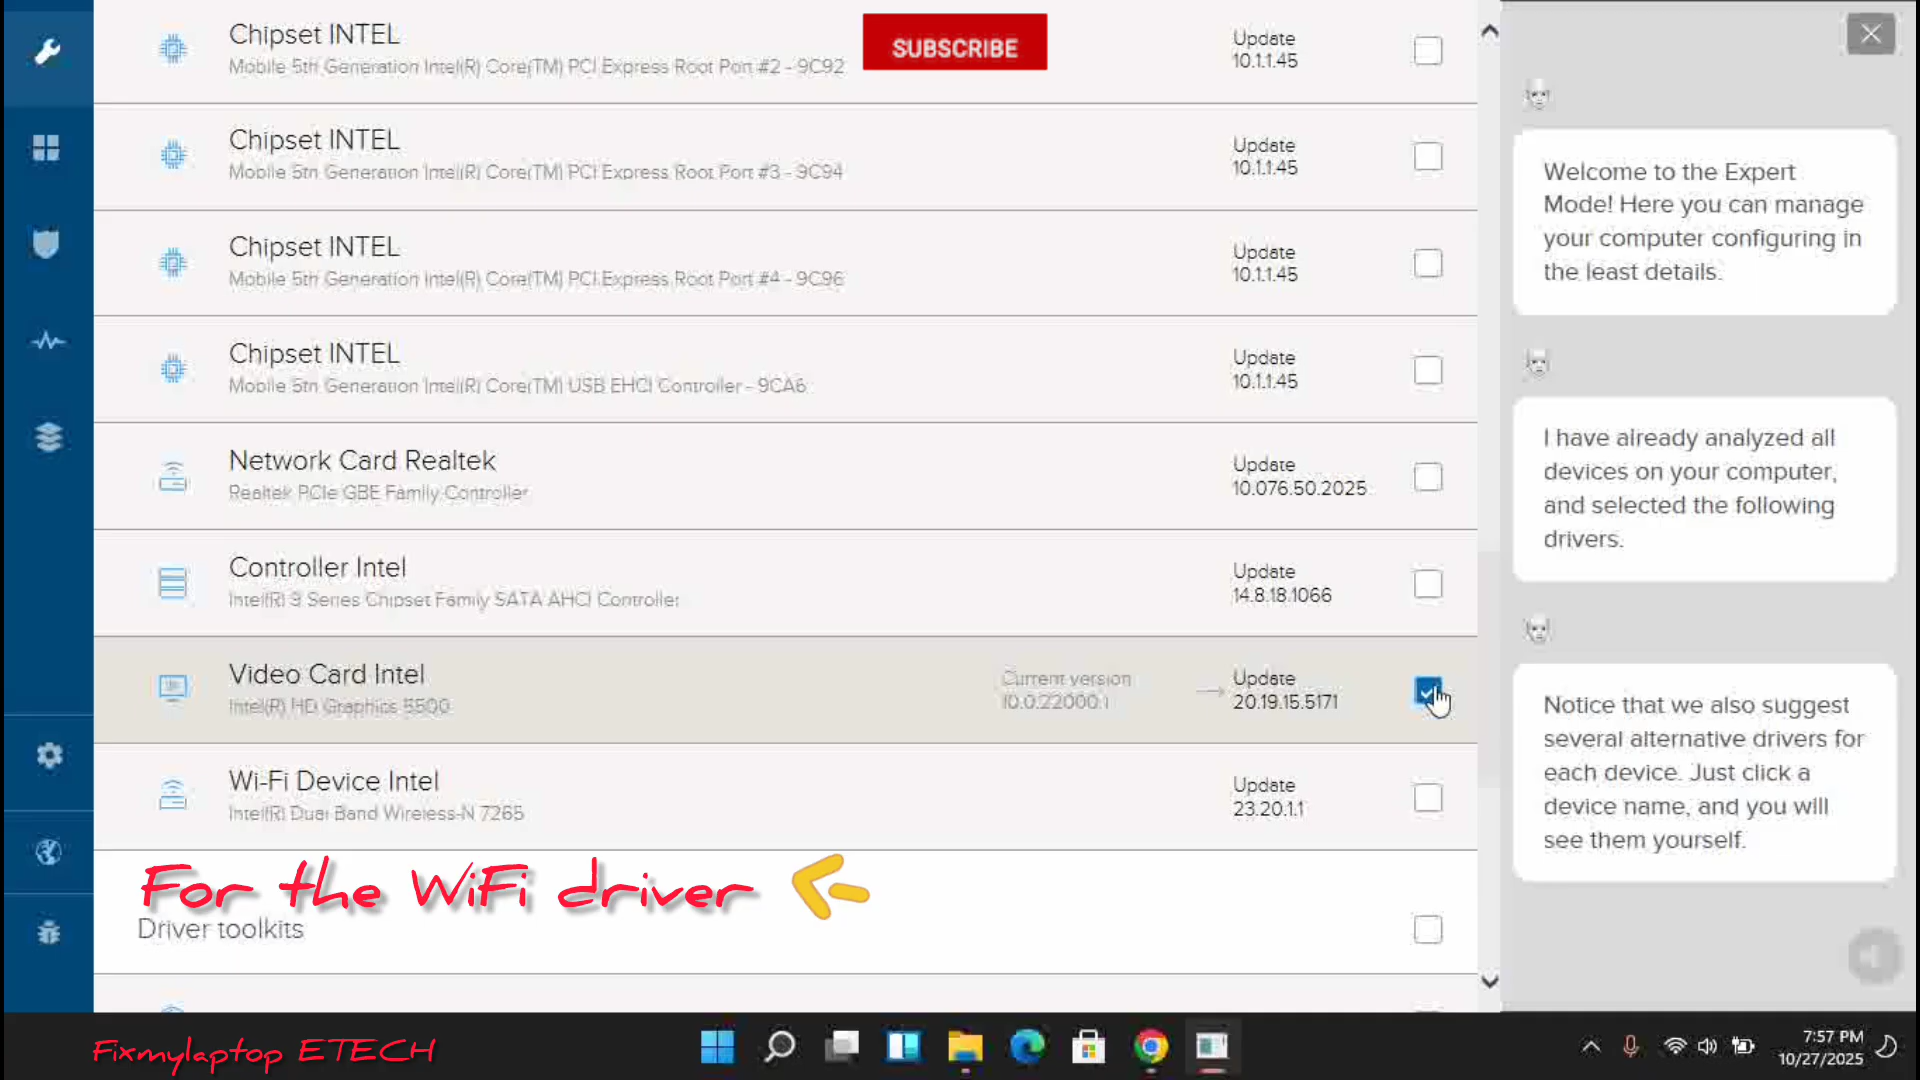 Chipset INTEL
Mobile 5th Generation Intel(R) Core(TM) PCI Express Root Port #2 - 9C92
Update
10.1.1.45
SUBSCRIBE
Chipset INTEL
Mobile 5th Generation Intel(R) Core(TM) PCI Express Root Port #3 - 9C94
Update
10.1.1.45
Chipset INTEL
Mobile 5th Generation Intel(R) Core(TM) PCI Express Root Port #4 - 9C96
Update
10.1.1.45
Chipset INTEL
Mobile 5th Generation Intel(R) Core(TM) USB EHCI Controller - 9CA6
Update
10.1.1.45
Network Card Realtek
Realtek PCIe GBE Family Controller
Update
10.076.50.2025
Controller Intel
Intel(R) 9 Series Chipset Family SATA AHCI Controller
Update
14.8.18.1066
Video Card Intel
Intel(R) HD Graphics 5500
Current version
10.0.22000.1
Update
20.19.15.5171
Wi-Fi Device Intel
Intel(R) Dual Band Wireless-N 7265
Update
23.20.1.1
For the WiFi driver
Driver toolkits
Welcome to the Expert
Mode! Here you can manage
your computer configuring in
the least details.
I have already analyzed all
devices on your computer,
and selected the following
drivers.
Notice that we also suggest
several alternative drivers for
each device. Just click a
device name, and you will
see them yourself.
Fixmylaptop ETECH
7:57 PM
10/27/2025